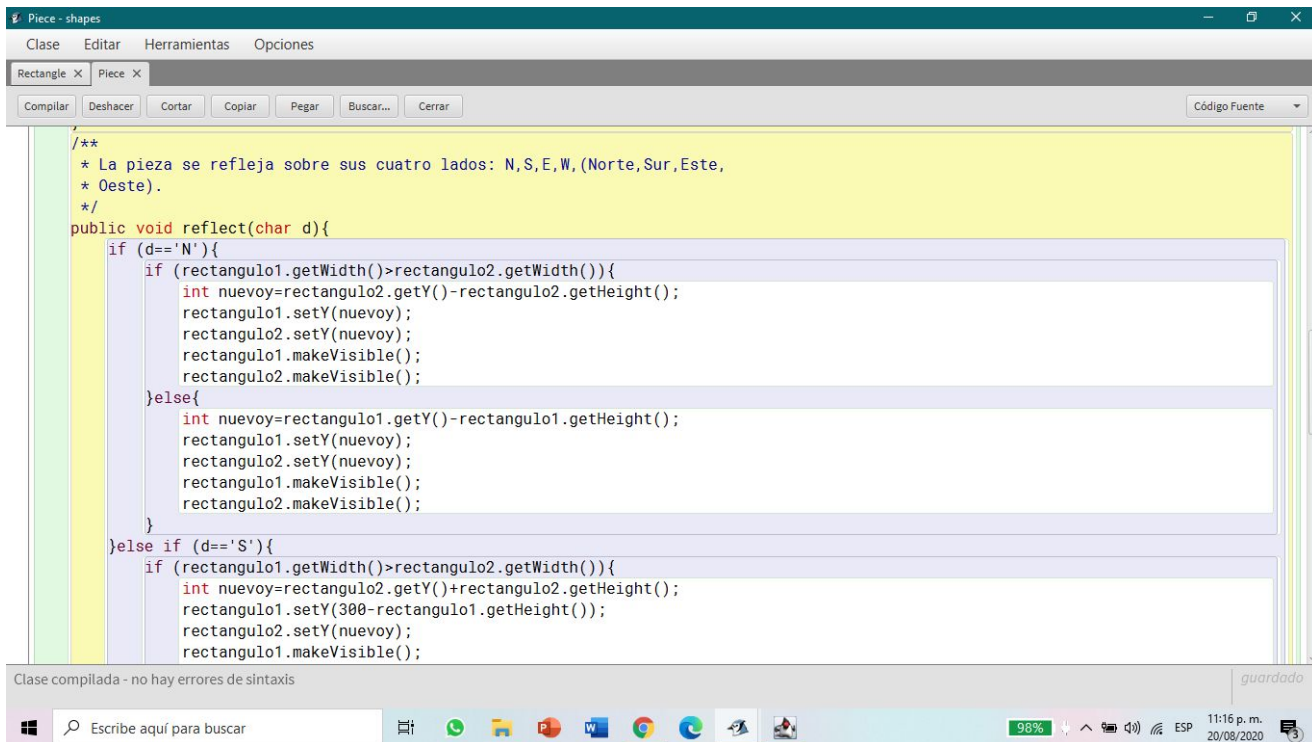 Piece - shapes
Clase Editar Herramientas Opciones
Rectangle X Piece X
Compilar Deshacer Cortar Copiar Pegar Buscar... Cerrar Código Fuente
}
/**
* La pieza se refleja sobre sus cuatro lados: N,S,E,W,(Norte,Sur,Este,
* Oeste).
*/
public void reflect(char d){
if (d=='N'){
if (rectangulo1.getWidth()>rectangulo2.getWidth()){
int nuevoy=rectangulo2.getY()-rectangulo2.getHeight();
rectangulo1.setY(nuevoy);
rectangulo2.setY(nuevoy);
rectangulo1.makeVisible();
rectangulo2.makeVisible();
}else{
int nuevoy=rectangulo1.getY()-rectangulo1.getHeight();
rectangulo1.setY(nuevoy);
rectangulo2.setY(nuevoy);
rectangulo1.makeVisible();
rectangulo2.makeVisible();
}
}else if (d=='S'){
if (rectangulo1.getWidth()>rectangulo2.getWidth()){
int nuevoy=rectangulo2.getY()+rectangulo2.getHeight();
rectangulo1.setY(300-rectangulo1.getHeight());
rectangulo2.setY(nuevoy);
rectangulo1.makeVisible();
Clase compilada - no hay errores de sintaxis
guardado
Escribe aquí para buscar
98% ESP 11:16 p. m.
20/08/2020
3